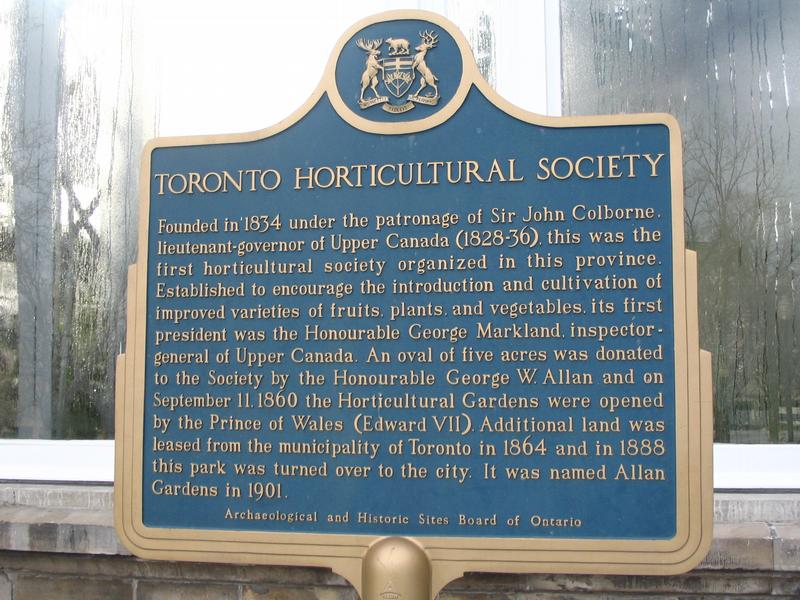 TORONTO HORTICULTURAL SOCIETY
Founded in 1834 under the patronage of Sir John Colborne,
lieutenant-governor of Upper Canada (1828-36), this was the
first horticultural society organized in this province.
Established to encourage the introduction and cultivation of
improved varieties of fruits, plants, and vegetables, its first
president was the Honourable George Markland, inspector-
general of Upper Canada. An oval of five acres was donated
to the Society by the Honourable George W. Allan and on
September 11, 1860 the Horticultural Gardens were opened
by the Prince of Wales (Edward VII). Additional land was
leased from the municipality of Toronto in 1864 and in 1888
this park was turned over to the city. It was named Allan
Gardens in 1901.
Archaeological and Historic Sites Board of Ontario